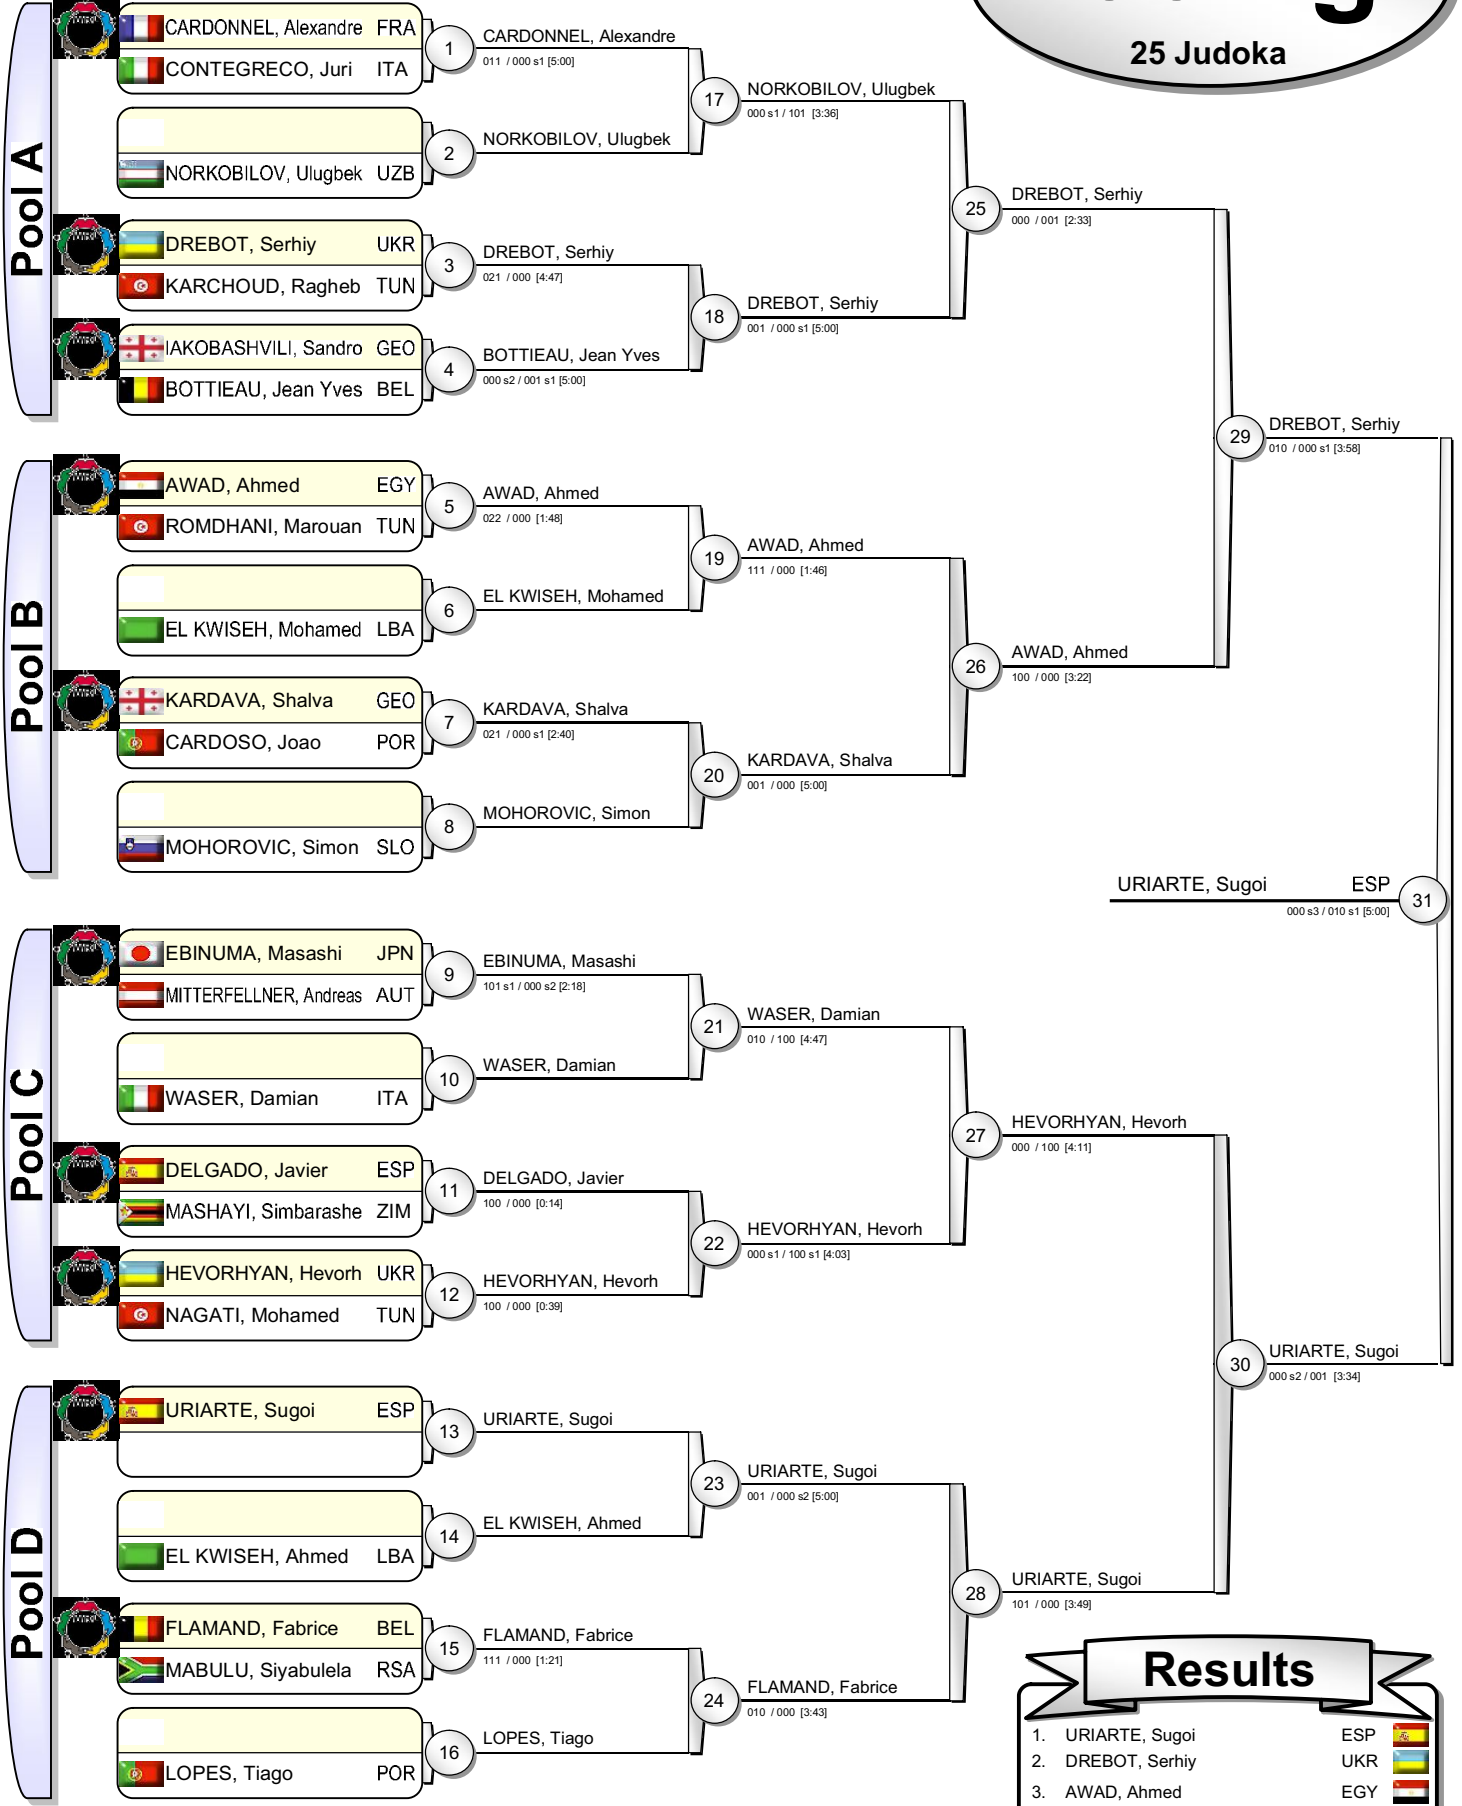 25 Judoka
Pool A
CARDONNEL, Alexandre FRA
CONTEGRECO, Juri ITA
1
CARDONNEL, Alexandre
011 / 000 s1 [5:00]
NORKOBILOV, Ulugbek UZB
2
NORKOBILOV, Ulugbek
17
NORKOBILOV, Ulugbek
000 s1 / 101 [3:36]
DREBOT, Serhiy UKR
KARCHOUD, Ragheb TUN
3
DREBOT, Serhiy
021 / 000 [4:47]
IAKOBASHVILI, Sandro GEO
BOTTIEAU, Jean Yves BEL
4
BOTTIEAU, Jean Yves
000 s2 / 001 s1 [5:00]
18
DREBOT, Serhiy
001 / 000 s1 [5:00]
25
DREBOT, Serhiy
000 / 001 [2:33]
Pool B
AWAD, Ahmed EGY
ROMDHANI, Marouan TUN
5
AWAD, Ahmed
022 / 000 [1:48]
EL KWISEH, Mohamed LBA
6
EL KWISEH, Mohamed
19
AWAD, Ahmed
111 / 000 [1:46]
KARDAVA, Shalva GEO
CARDOSO, Joao POR
7
KARDAVA, Shalva
021 / 000 s1 [2:40]
MOHOROVIC, Simon SLO
8
MOHOROVIC, Simon
20
KARDAVA, Shalva
001 / 000 [5:00]
26
AWAD, Ahmed
100 / 000 [3:22]
29
DREBOT, Serhiy
010 / 000 s1 [3:58]
Pool C
EBINUMA, Masashi JPN
MITTERFELLNER, Andreas AUT
9
EBINUMA, Masashi
101 s1 / 000 s2 [2:18]
WASER, Damian ITA
10
WASER, Damian
21
WASER, Damian
010 / 100 [4:47]
DELGADO, Javier ESP
MASHAYI, Simbarashe ZIM
11
DELGADO, Javier
100 / 000 [0:14]
HEVORHYAN, Hevorh UKR
NAGATI, Mohamed TUN
12
HEVORHYAN, Hevorh
100 / 000 [0:39]
22
HEVORHYAN, Hevorh
000 s1 / 100 s1 [4:03]
27
HEVORHYAN, Hevorh
000 / 100 [4:11]
Pool D
URIARTE, Sugoi ESP
13
URIARTE, Sugoi
EL KWISEH, Ahmed LBA
14
EL KWISEH, Ahmed
23
URIARTE, Sugoi
001 / 000 s2 [5:00]
FLAMAND, Fabrice BEL
MABULU, Siyabulela RSA
15
FLAMAND, Fabrice
111 / 000 [1:21]
LOPES, Tiago POR
16
LOPES, Tiago
24
FLAMAND, Fabrice
010 / 000 [3:43]
28
URIARTE, Sugoi
101 / 000 [3:49]
30
URIARTE, Sugoi
000 s2 / 001 [3:34]
URIARTE, Sugoi ESP
31
000 s3 / 010 s1 [5:00]
Results
1. URIARTE, Sugoi ESP
2. DREBOT, Serhiy UKR
3. AWAD, Ahmed EGY